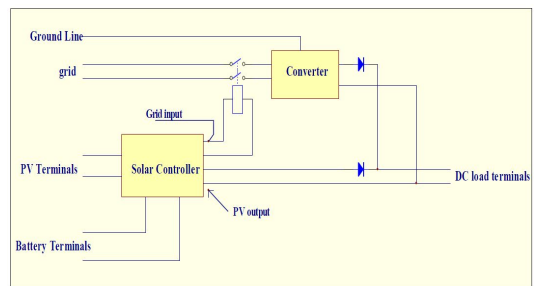 Ground Line
grid
Converter
Grid input
PV Terminals
Solar Controller
DC load terminals
PV output
Battery Terminals